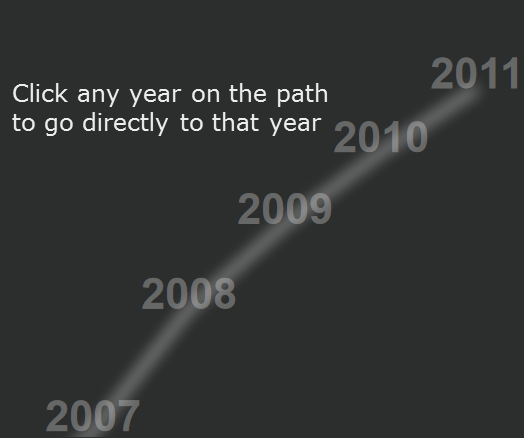 2011
Click any year on the path
to go directly to that year
2010
2009
2008
2007